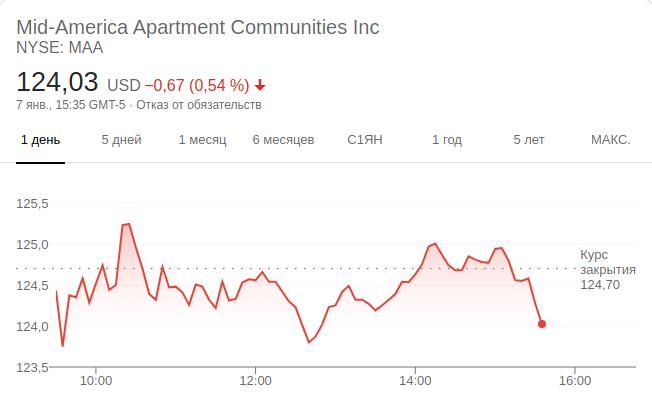 Mid-America Apartment Communities Inc
NYSE: MAA
124,03 USD −0,67 (0,54 %)
7 янв., 15:35 GMT-5 · Отказ от обязательств
1 день 5 дней 1 месяц 6 месяцев С1ЯН 1 год 5 лет МАКС.
125,5
125,0
124,5
124,0
123,5
Курс
закрытия
124,70
10:00 12:00 14:00 16:00